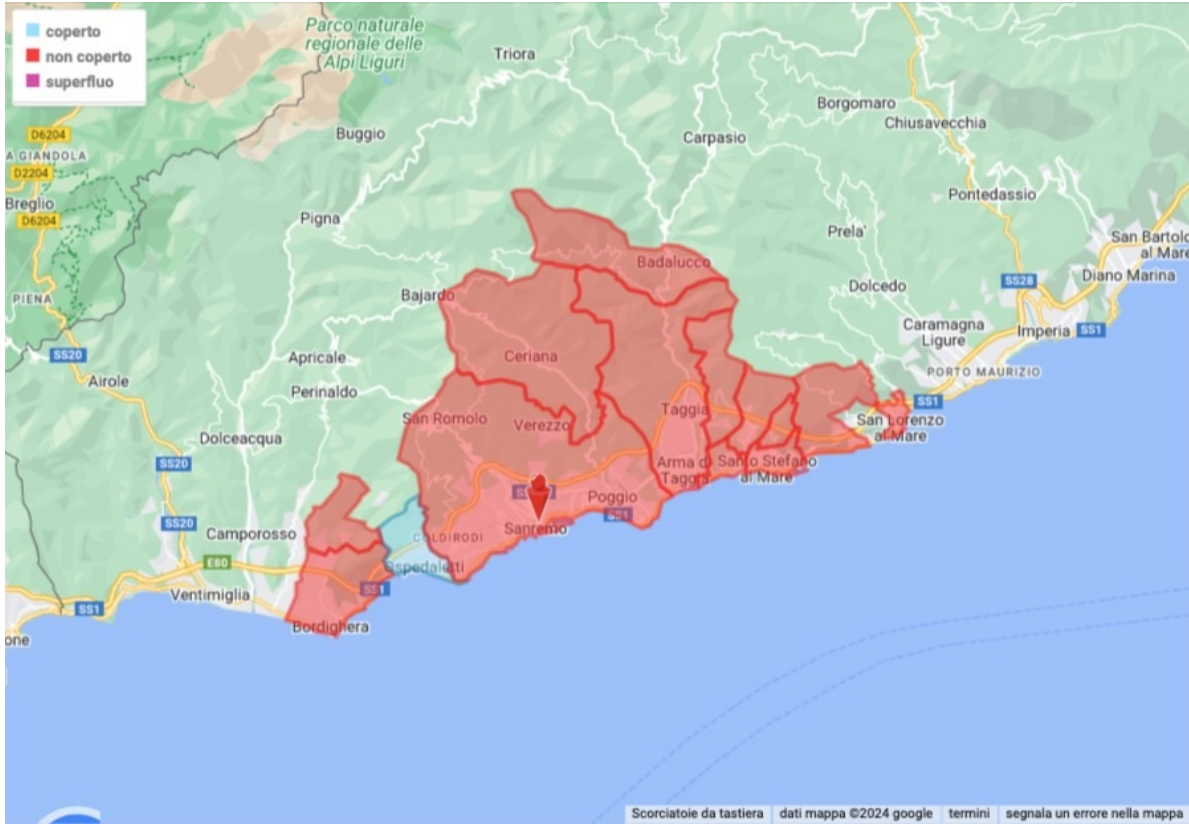 coperto
non coperto
superfluo
Parco naturale
regionale delle
Alpi Liguri
Triora
Borgomaro
Chiusavecchia
Buggio
Carpasio
D6204
A GIANDOLA
D2204
Breglio
D6204
Pigna
Pontedassio
Prela'
San Bartolo
al Mare
Badalucco
Diano Marina
SS28
Dolcedo
PIENA
Bajardo
Caramagna
Ligure
Imperia
SS1
SS20
Apricale
Ceriana
PORTO MAURIZIO
Airole
Perinaldo
SS1
Taggia
San Romolo
Verezzo
San Lorenzo
al Mare
Dolceacqua
SS20
Arma di
Taggia
Santo Stefano
al Mare
Poggio
SS1
SS20
Camporosso
Sanremo
COLDIRODI
E80
Ospedaletti
SS1
Ventimiglia
SS1
Bordighera
one
Scorciatoie da tastiera
dati mappa ©2024 google
termini
segnala un errore nella mappa